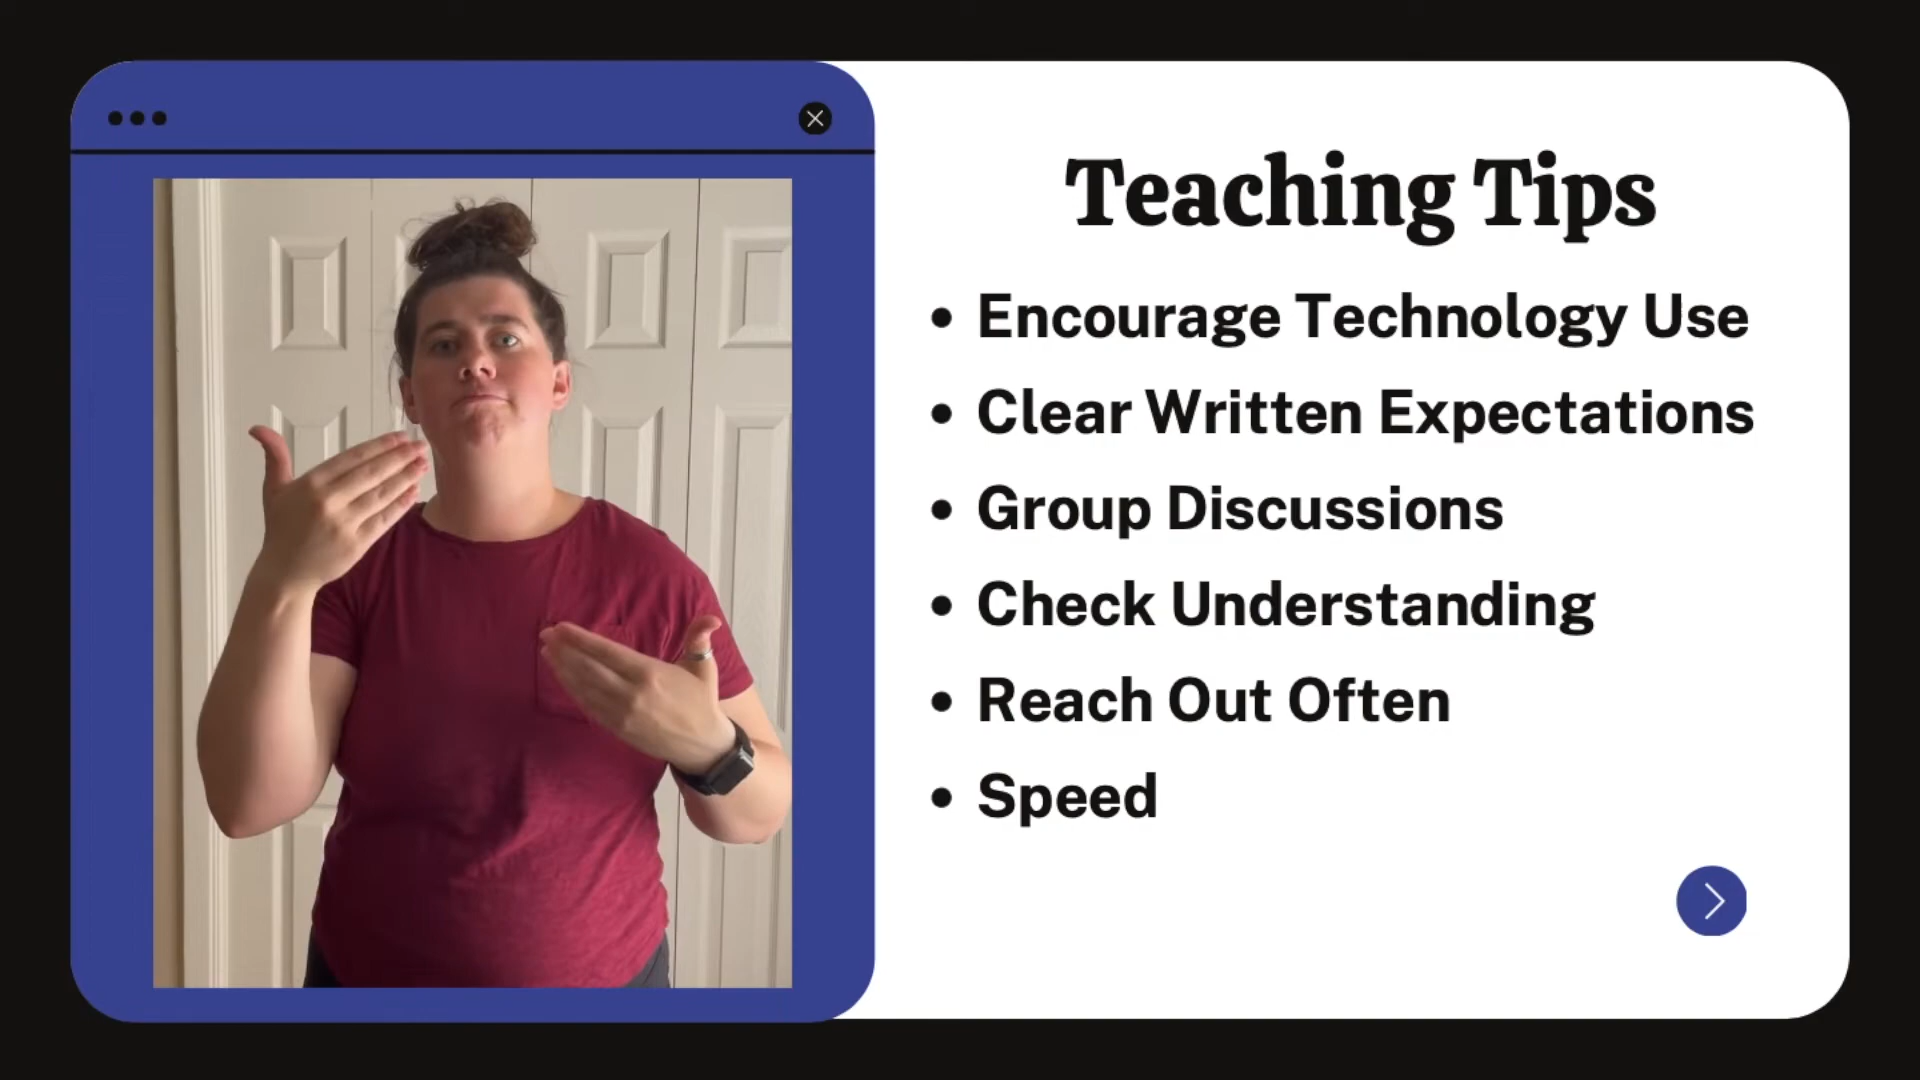 Teaching Tips
• Encourage Technology Use
• Clear Written Expectations
• Group Discussions
• Check Understanding
• Reach Out Often
• Speed